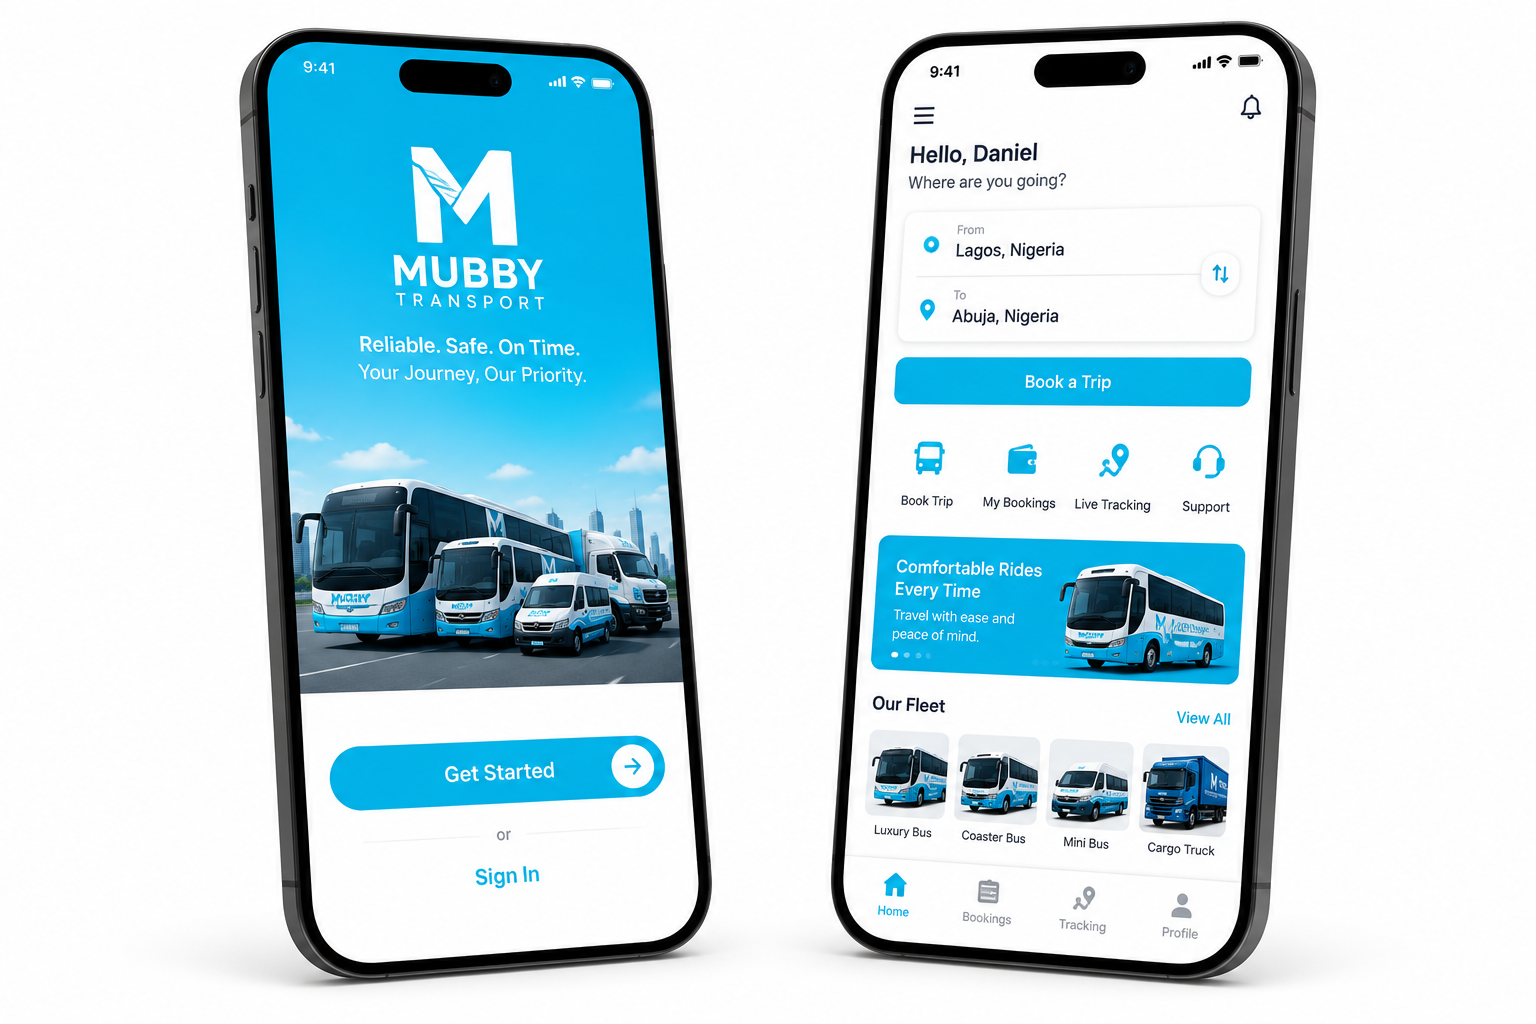 9:41
M
MUBBY
TRANSPORT
Reliable. Safe. On Time.
Your Journey, Our Priority.
Get Started
or
Sign In
9:41
Hello, Daniel
Where are you going?
From
Lagos, Nigeria
To
Abuja, Nigeria
Book a Trip
Book Trip
My Bookings
Live Tracking
Support
Comfortable Rides
Every Time
Travel with ease and
peace of mind.
Our Fleet
View All
Luxury Bus
Coaster Bus
Mini Bus
Cargo Truck
Home
Bookings
Tracking
Profile